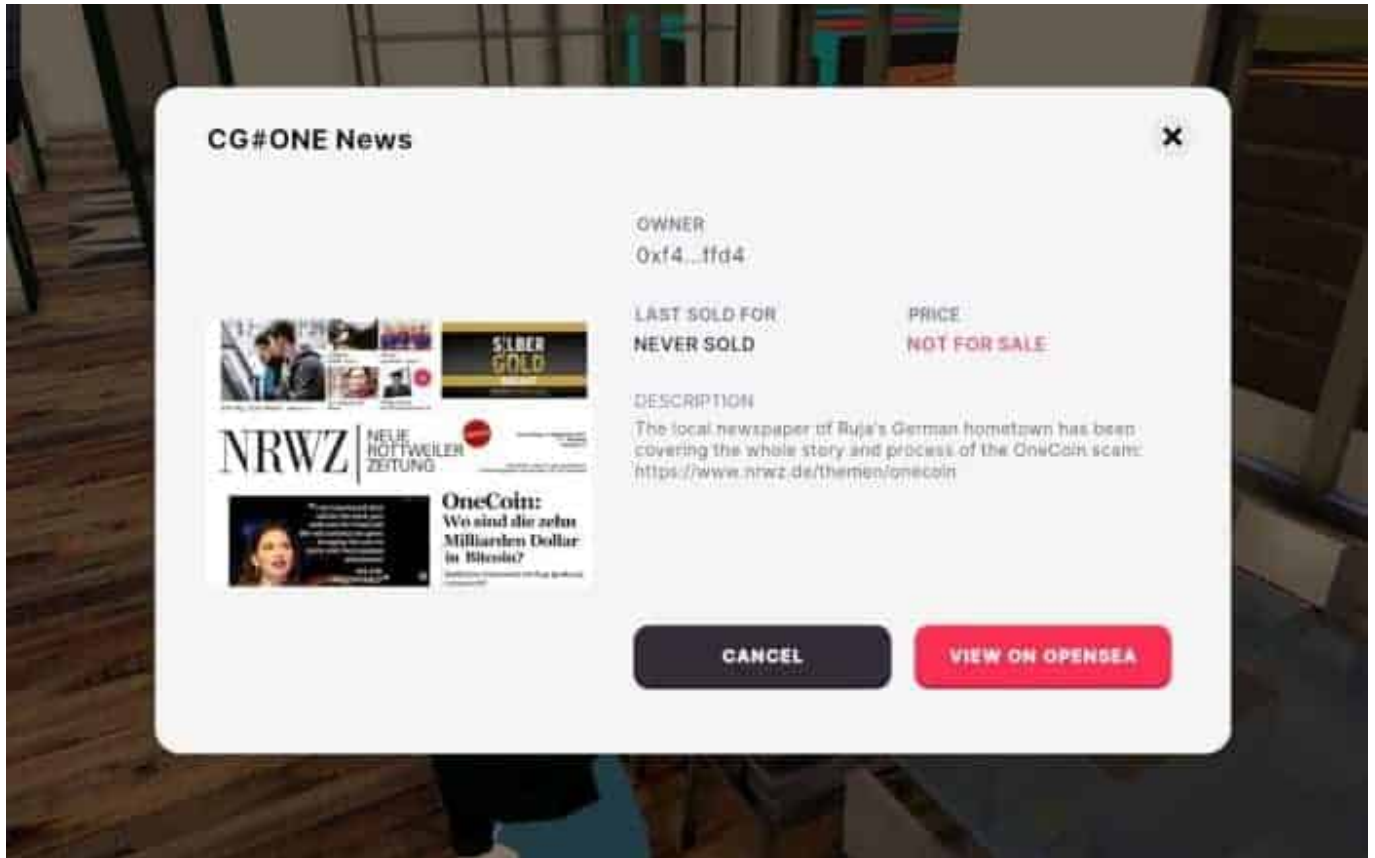 CG#ONE News
OWNER
0xf4...ffd4
LAST SOLD FOR
PRICE
NEVER SOLD
NOT FOR SALE
DESCRIPTION
The local newspaper of Ruja's German hometown has been
covering the whole story and process of the OneCoin scam:
https://www.nrwz.de/themen/onecoin
SILBER
GOLD
NRWZ
NEUE
ROTTWEILER
ZEITUNG
OneCoin:
Wo sind die zehn
Milliarden Dollar
in Bitcoin?
CANCEL
VIEW ON OPENSEA